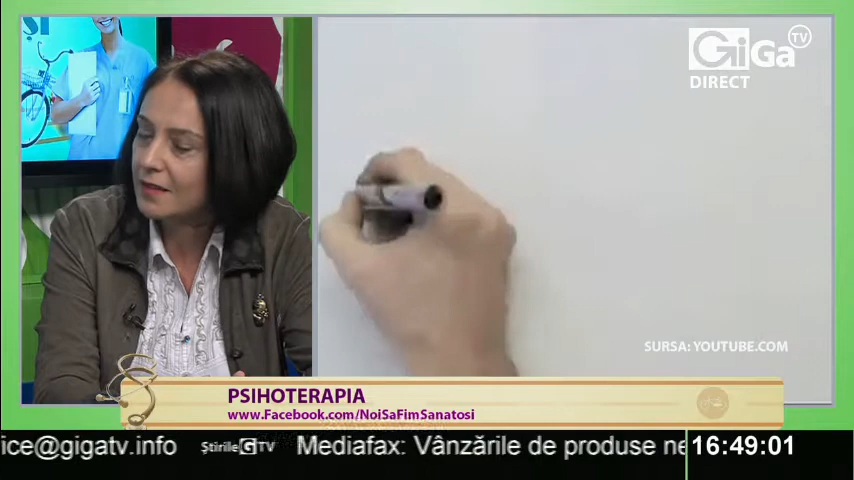 ȘI
GiGa TV
DIRECT
SURSA: YOUTUBE.COM
PSIHOTERAPIA
www.Facebook.com/NoiSaFimSanatosi
ice@gigatv.info Știrile G TV Mediafax: Vânzările de produse ne 16:49:01